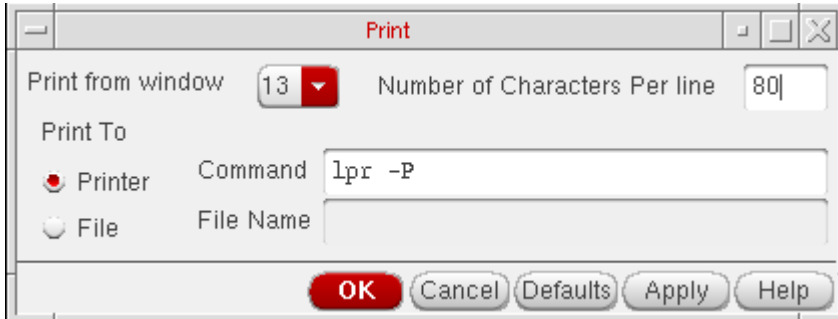 Print
Print from window 13 Number of Characters Per line 80
Print To
Printer Command lpr -P
File File Name
OK Cancel Defaults Apply Help